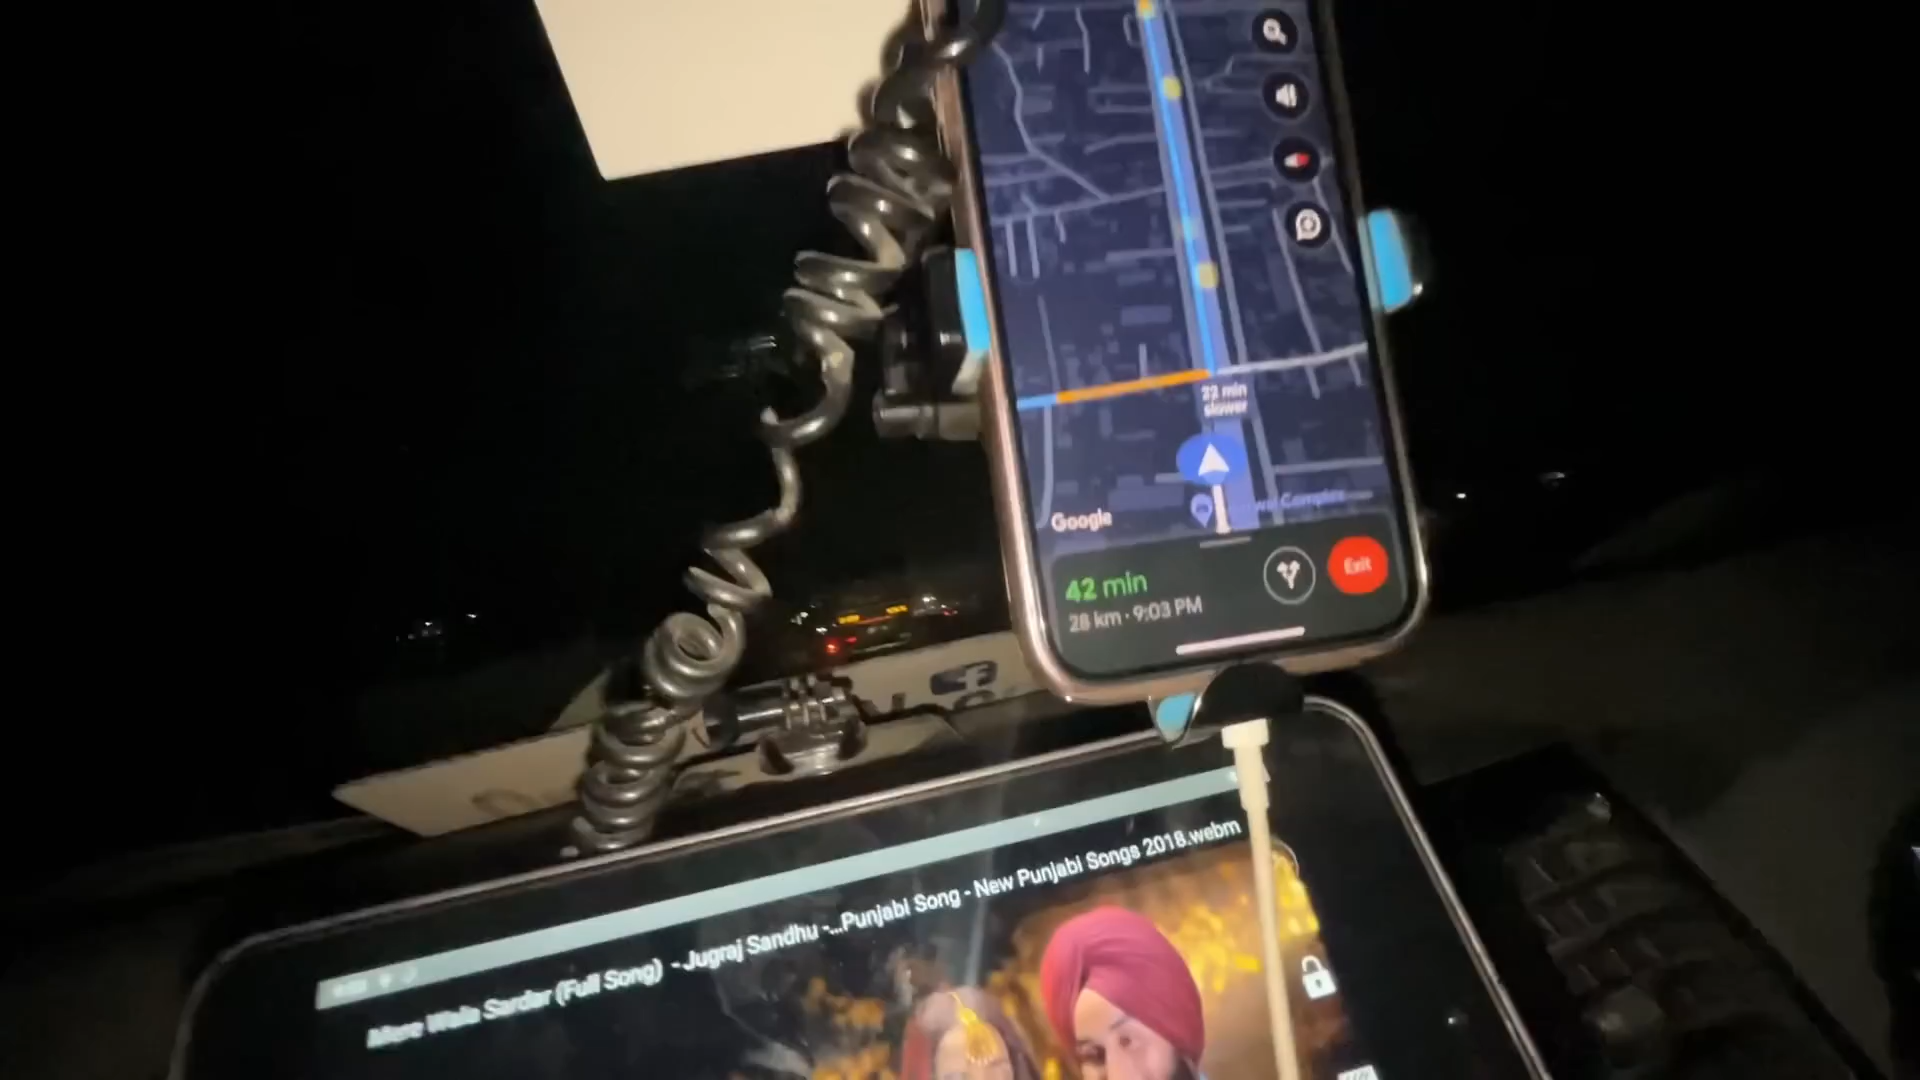 22 min
slower
Google
42 min
28 km · 9:03 PM
Exit
More Wala Sardar (Full Song) - Jugraj Sandhu -...Punjabi Song - New Punjabi Songs 2018.webm